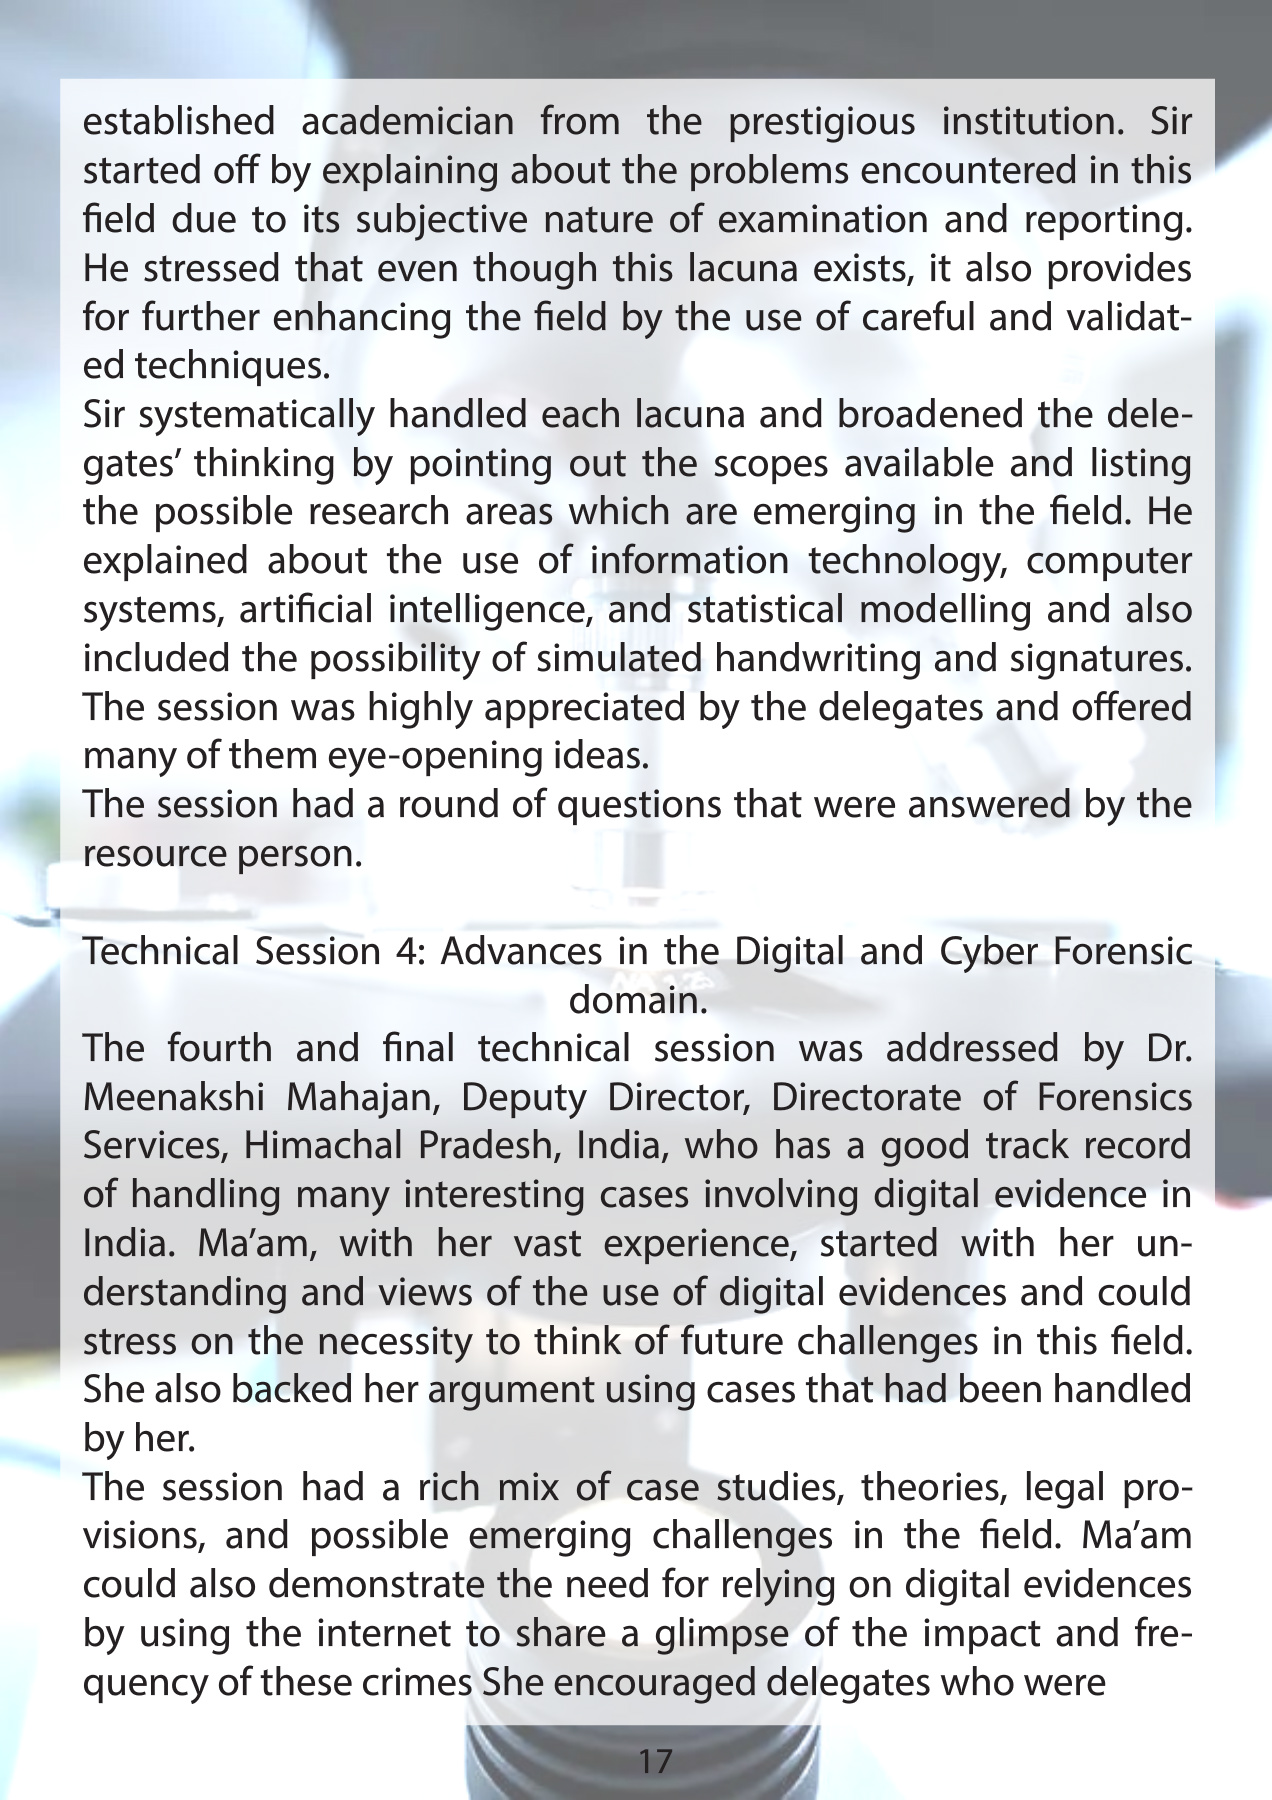 established academician from the prestigious institution. Sir
started off by explaining about the problems encountered in this
field due to its subjective nature of examination and reporting.
He stressed that even though this lacuna exists, it also provides
for further enhancing the field by the use of careful and validat-
ed techniques.
Sir systematically handled each lacuna and broadened the dele-
gates’ thinking by pointing out the scopes available and listing
the possible research areas which are emerging in the field. He
explained about the use of information technology, computer
systems, artificial intelligence, and statistical modelling and also
included the possibility of simulated handwriting and signatures.
The session was highly appreciated by the delegates and offered
many of them eye-opening ideas.
The session had a round of questions that were answered by the
resource person.
Technical Session 4: Advances in the Digital and Cyber Forensic
domain.
The fourth and final technical session was addressed by Dr.
Meenakshi Mahajan, Deputy Director, Directorate of Forensics
Services, Himachal Pradesh, India, who has a good track record
of handling many interesting cases involving digital evidence in
India. Ma’am, with her vast experience, started with her un-
derstanding and views of the use of digital evidences and could
stress on the necessity to think of future challenges in this field.
She also backed her argument using cases that had been handled
by her.
The session had a rich mix of case studies, theories, legal pro-
visions, and possible emerging challenges in the field. Ma’am
could also demonstrate the need for relying on digital evidences
by using the internet to share a glimpse of the impact and fre-
quency of these crimes She encouraged delegates who were
17